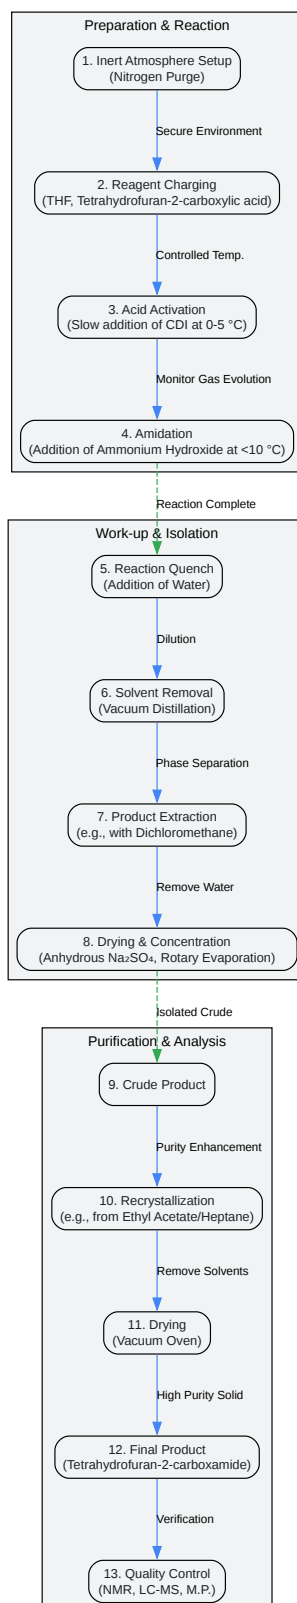 Preparation & Reaction
1. Inert Atmosphere Setup
(Nitrogen Purge)
Secure Environment
2. Reagent Charging
(THF, Tetrahydrofuran-2-carboxylic acid)
Controlled Temp.
3. Acid Activation
(Slow addition of CDI at 0-5 °C)
Monitor Gas Evolution
4. Amidation
(Addition of Ammonium Hydroxide at <10 °C)
Reaction Complete
Work-up & Isolation
5. Reaction Quench
(Addition of Water)
Dilution
6. Solvent Removal
(Vacuum Distillation)
Phase Separation
7. Product Extraction
(e.g., with Dichloromethane)
Remove Water
8. Drying & Concentration
(Anhydrous Na₂SO₄, Rotary Evaporation)
Isolated Crude
Purification & Analysis
9. Crude Product
Purity Enhancement
10. Recrystallization
(e.g., from Ethyl Acetate/Heptane)
Remove Solvents
11. Drying
(Vacuum Oven)
High Purity Solid
12. Final Product
(Tetrahydrofuran-2-carboxamide)
Verification
13. Quality Control
(NMR, LC-MS, M.P.)